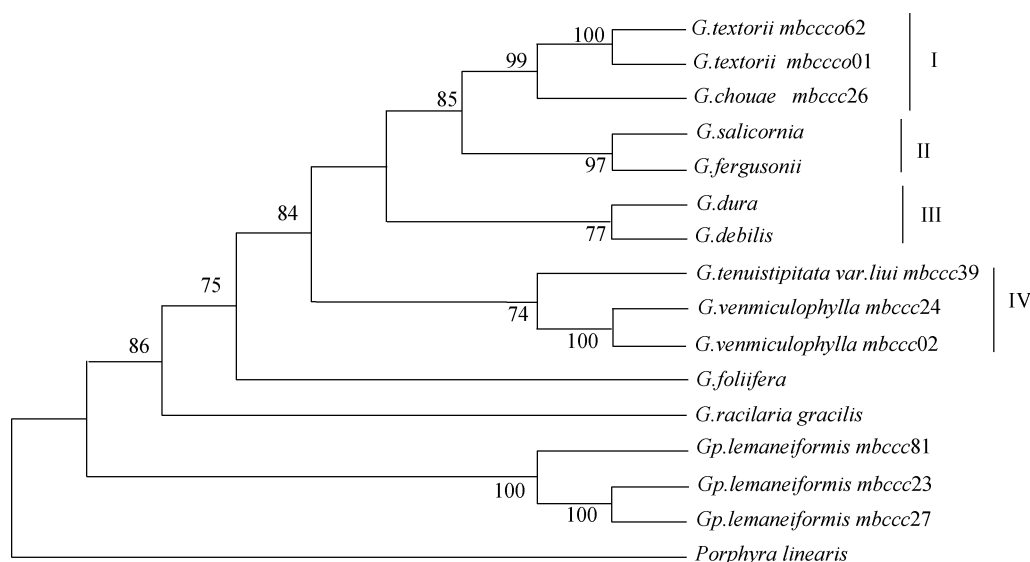 G.textorii mbccco62
100
G.textorii mbccco01
99
I
G.chouae mbccc26
85
G.salicornia
II
97
G.fergusonii
G.dura
84
III
77
G.debilis
G.tenuistipitata var.liui mbccc39
75
IV
74
G.venmiculophylla mbccc24
100
G.venmiculophylla mbccc02
86
G.foliifera
G.racilaria gracilis
Gp.lemaneiformis mbccc81
100
Gp.lemaneiformis mbccc23
100
Gp.lemaneiformis mbccc27
Porphyra linearis